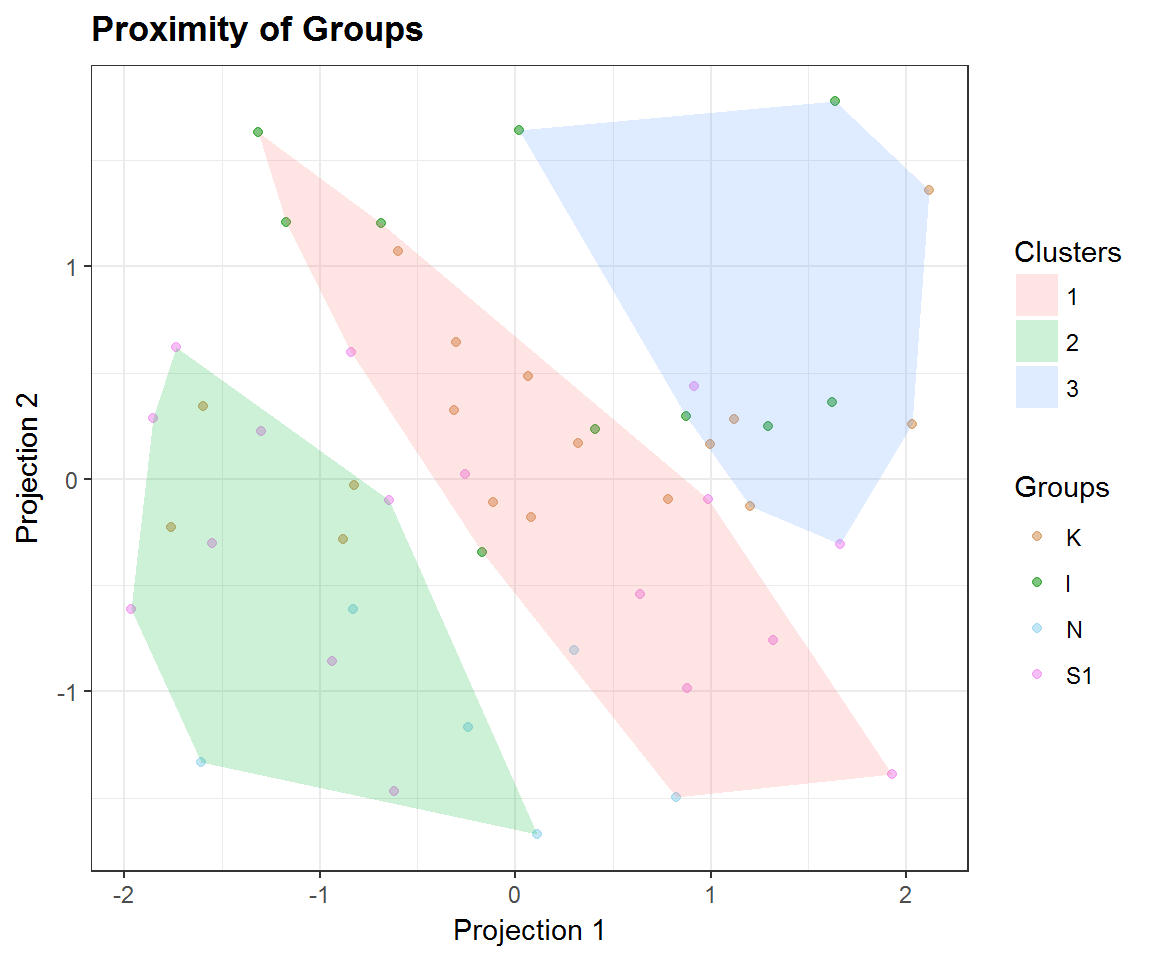 Proximity of Groups
Projection 2
1
0
-1
-2 -1 0 1 2
Projection 1
Clusters
1
2
3
Groups
K
I
N
S1